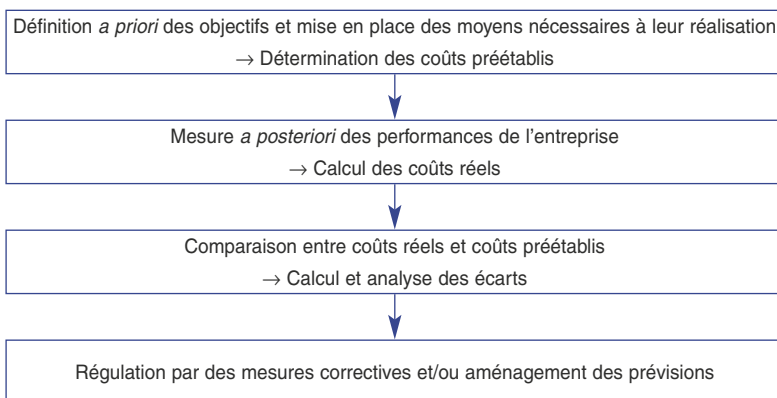 Définition a priori des objectifs et mise en place des moyens nécessaires à leur réalisation
→ Détermination des coûts préétablis
Mesure a posteriori des performances de l’entreprise
→ Calcul des coûts réels
Comparaison entre coûts réels et coûts préétablis
→ Calcul et analyse des écarts
Régulation par des mesures correctives et/ou aménagement des prévisions